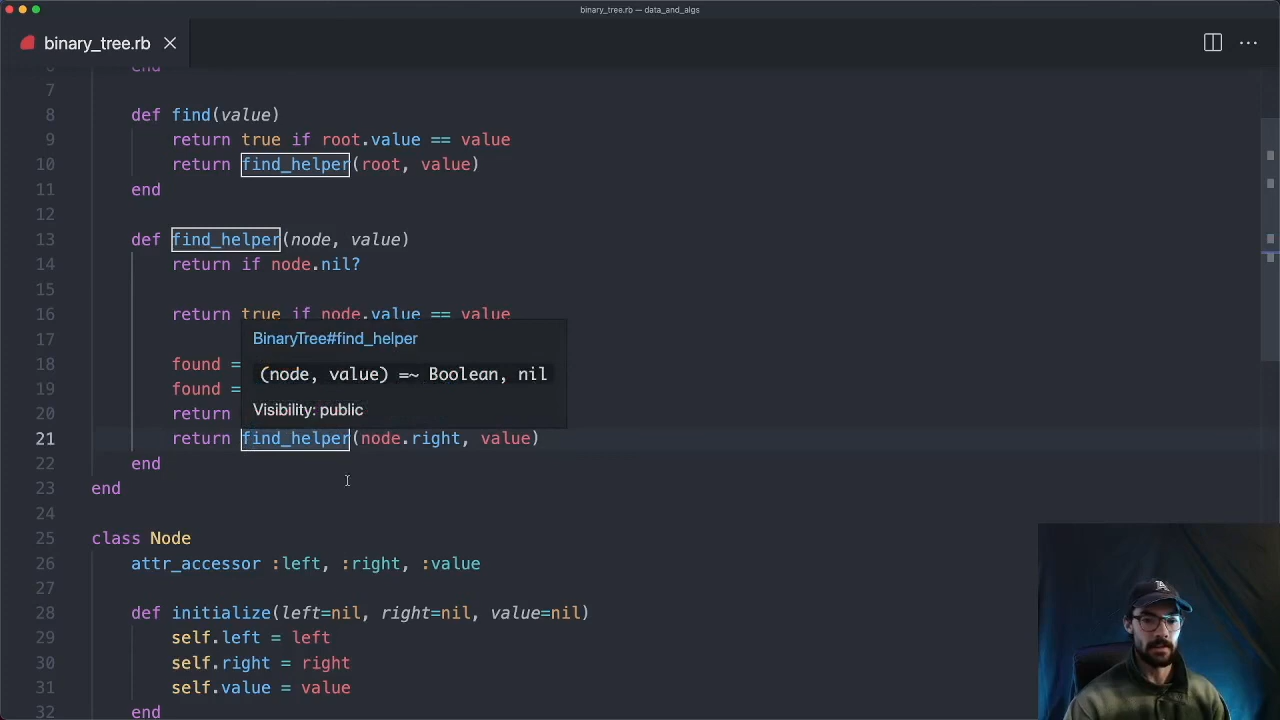 binary_tree.rb — data_and_algs
binary_tree.rb
end
7
8 def find(value)
9 return true if root.value == value
10 return find_helper(root, value)
11 end
12
13 def find_helper(node, value)
14 return if node.nil?
15
16 return true if node.value == value
17
BinaryTree#find_helper
18 found =
(node, value) =~ Boolean, nil
19 found =
Visibility: public
20 return
21 return find_helper(node.right, value)
22 end
23 end
24
25 class Node
26 attr_accessor :left, :right, :value
27
28 def initialize(left=nil, right=nil, value=nil)
29 self.left = left
30 self.right = right
31 self.value = value
32 end